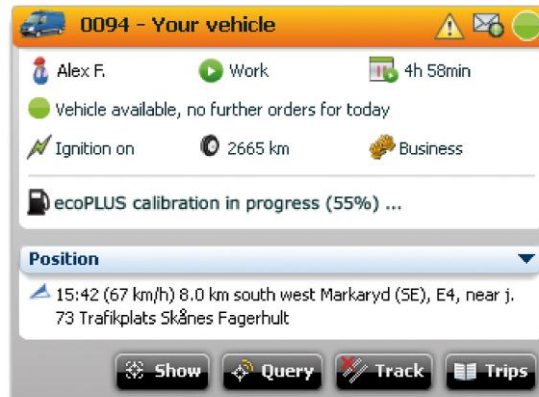 0094 - Your vehicle
Alex F. Work 4h 58min
Vehicle available, no further orders for today
Ignition on 2665 km Business
ecoPLUS calibration in progress (55%) ...
Position
15:42 (67 km/h) 8.0 km south west Markaryd (SE), E4, near j.
73 Trafikplats Skånes Fagerhult
Show Query Track Trips